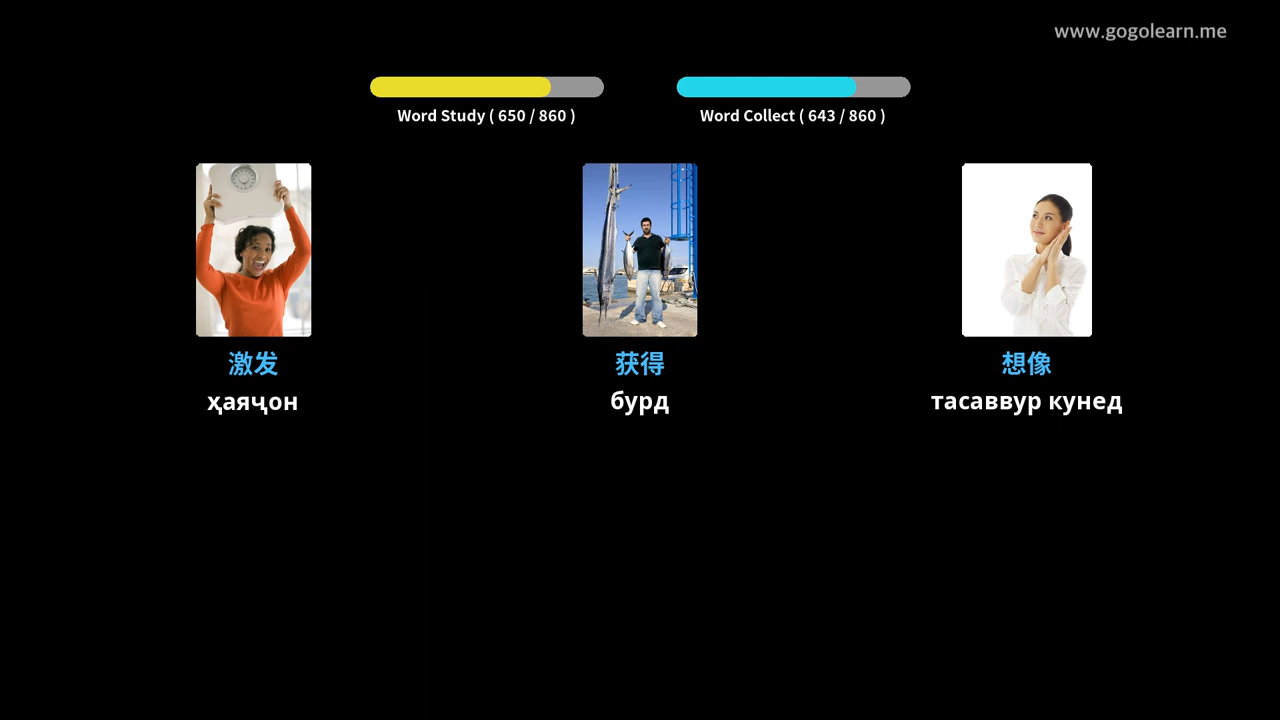 www.gogolearn.me
Word Study ( 650 / 860 )
Word Collect ( 643 / 860 )
激发
获得
想像
ҳаяҷон
бурд
тасаввур кунед